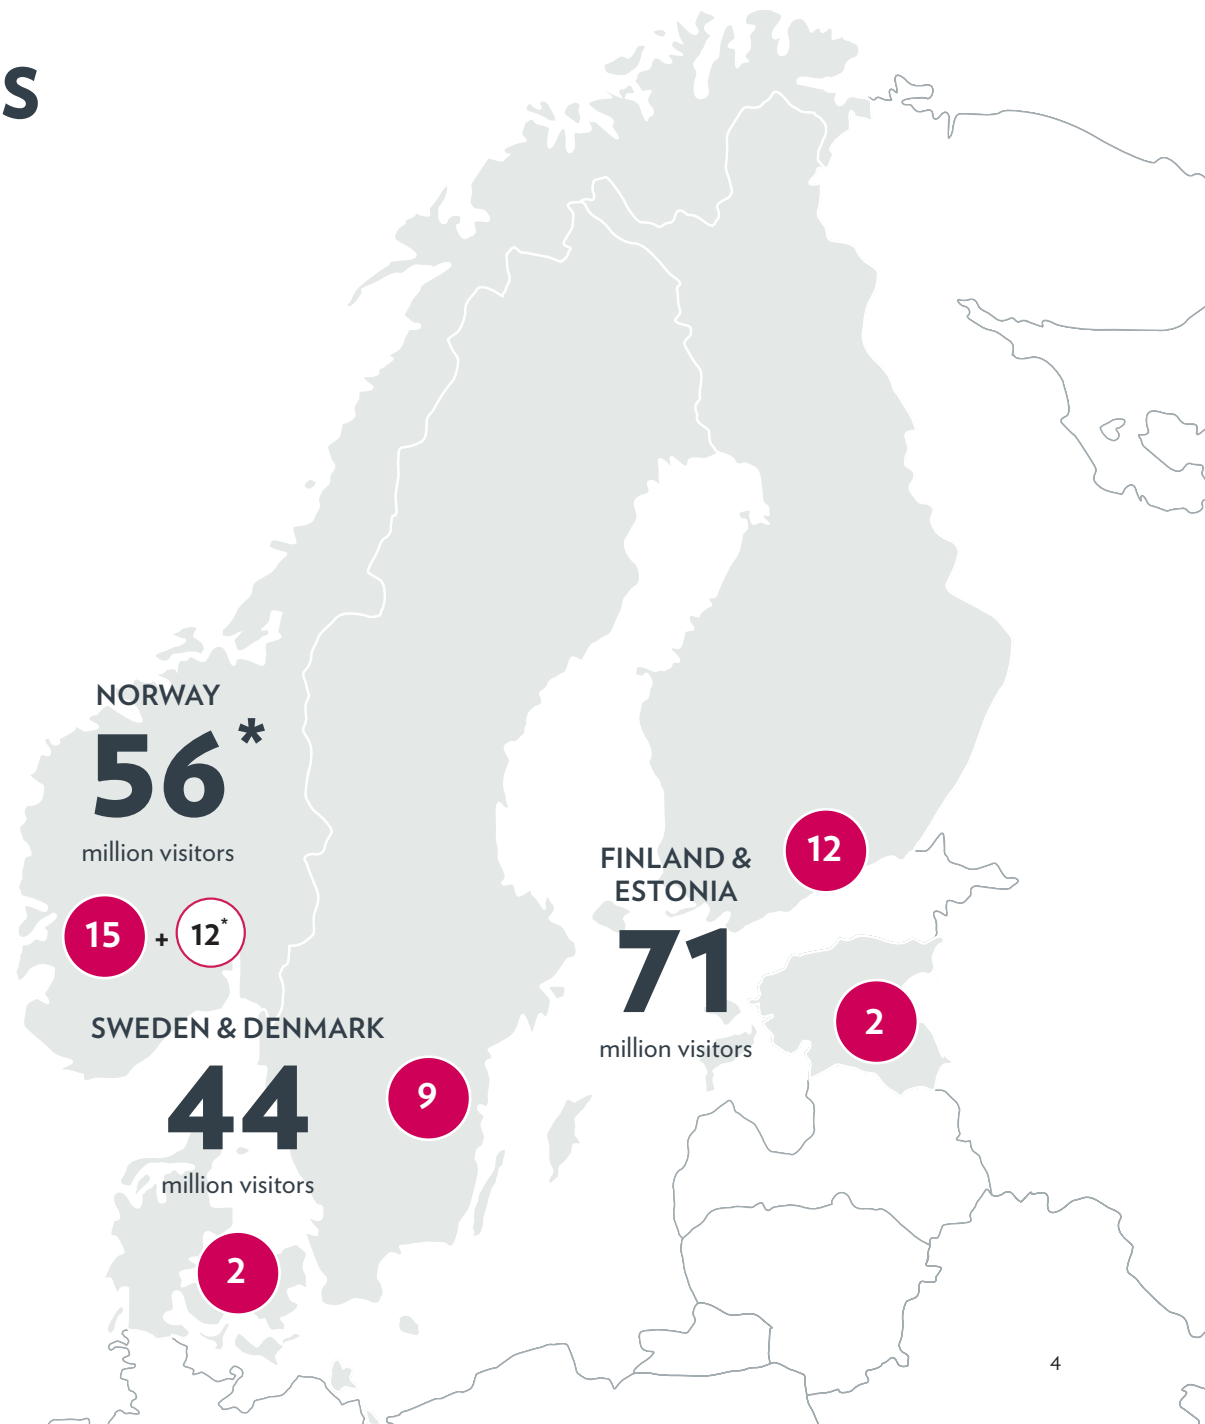 S
NORWAY
56*
million visitors
15 + 12*
FINLAND &
ESTONIA
71
million visitors
12
2
SWEDEN & DENMARK
44
million visitors
9
2
4